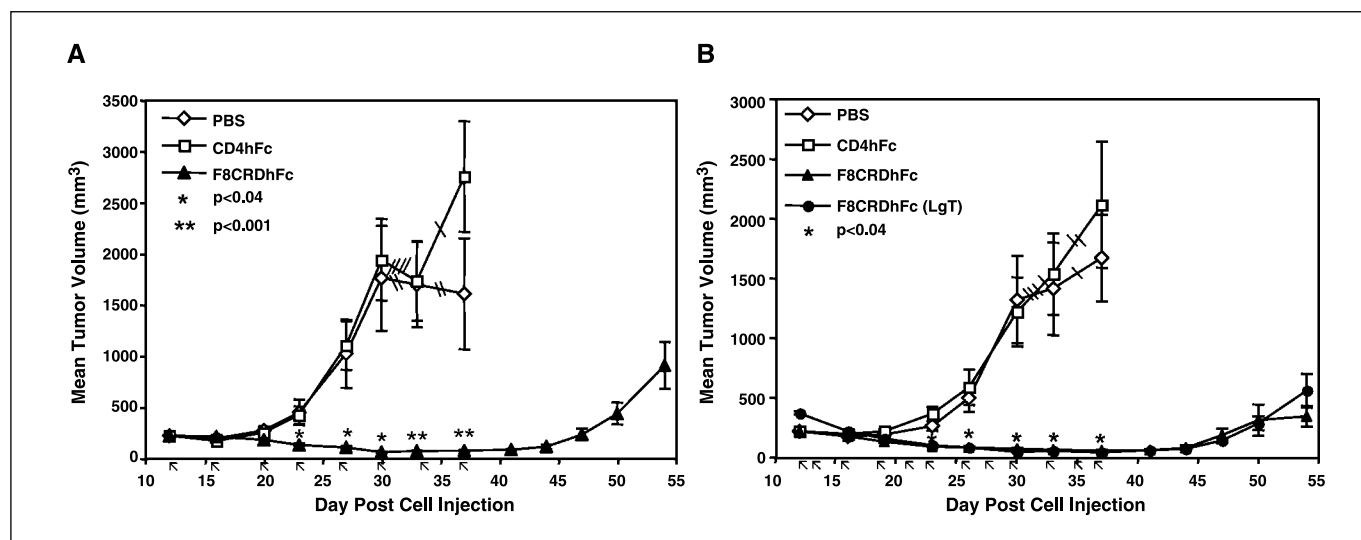 A
Mean Tumor Volume (mm³)
3500
3000
2500
2000
1500
1000
500
0
PBS
CD4hFc
F8CRDhFc
* p<0.04
** p<0.001
* * * ** **
10 15 20 25 30 35 40 45 50 55
Day Post Cell Injection
B
Mean Tumor Volume (mm³)
3000
2500
2000
1500
1000
500
0
PBS
CD4hFc
F8CRDhFc
F8CRDhFc (LgT)
* p<0.04
* * * * *
10 15 20 25 30 35 40 45 50 55
Day Post Cell Injection